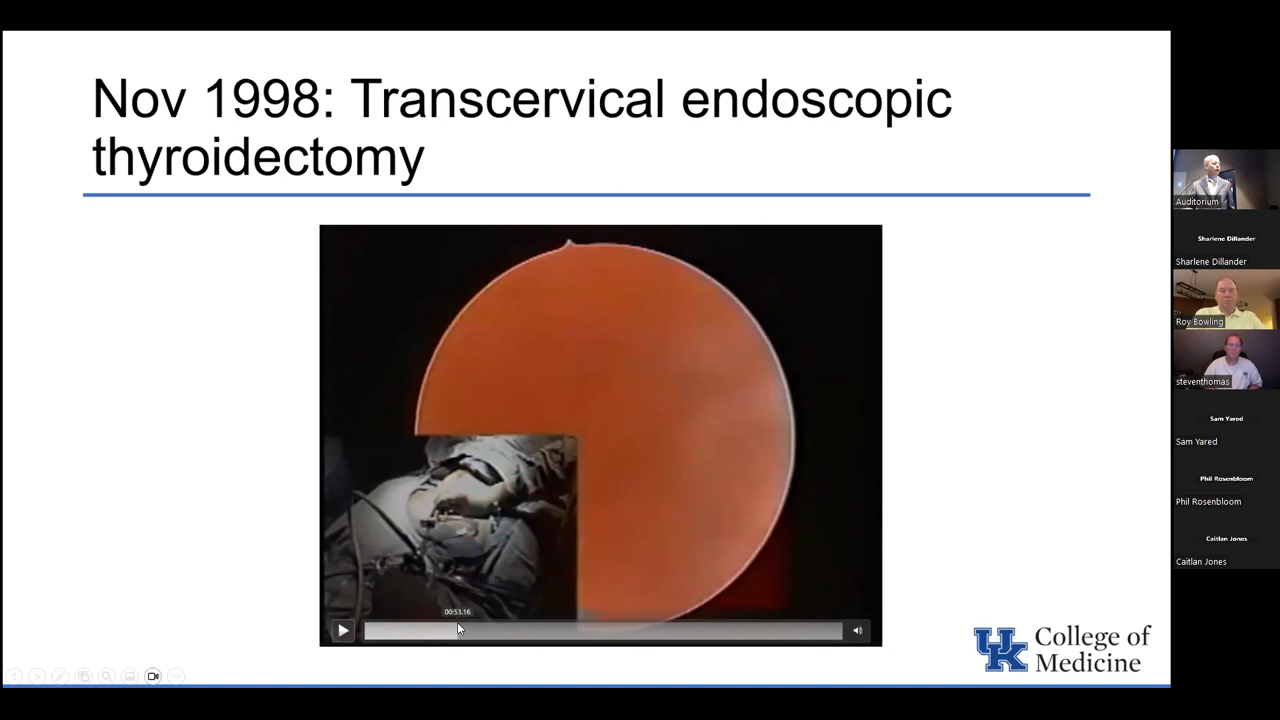 Nov 1998: Transcervical endoscopic
thyroidectomy
00:53.16
UK
College of
Medicine
Auditorium
Sharlene Dillander
Sharlene Dillander
Roy Bowling
steventhomas
Sam Yared
Sam Yared
Phil Rosenbloom
Phil Rosenbloom
Caitlan Jones
Caitlan Jones